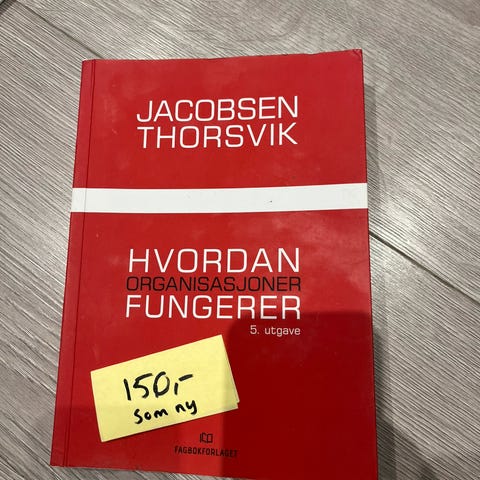 JACOBSEN
THORSVIK
HVORDAN
ORGANISASJONER
FUNGERER
5. utgave
150,-
som ny
FAGBOKFORLAGET